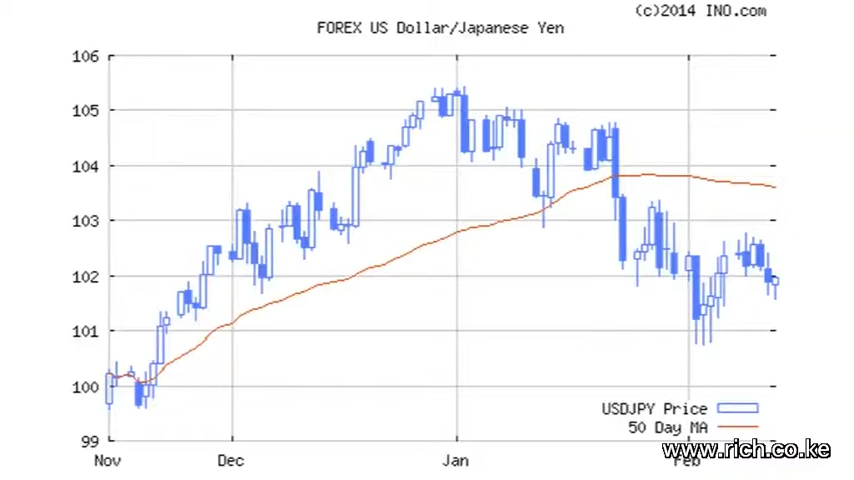 (c)2014 INO.com
FOREX US Dollar/Japanese Yen
106
105
104
103
102
101
100
99
USDJPY Price
50 Day MA
Nov
Dec
Jan
Feb
www.rich.co.ke